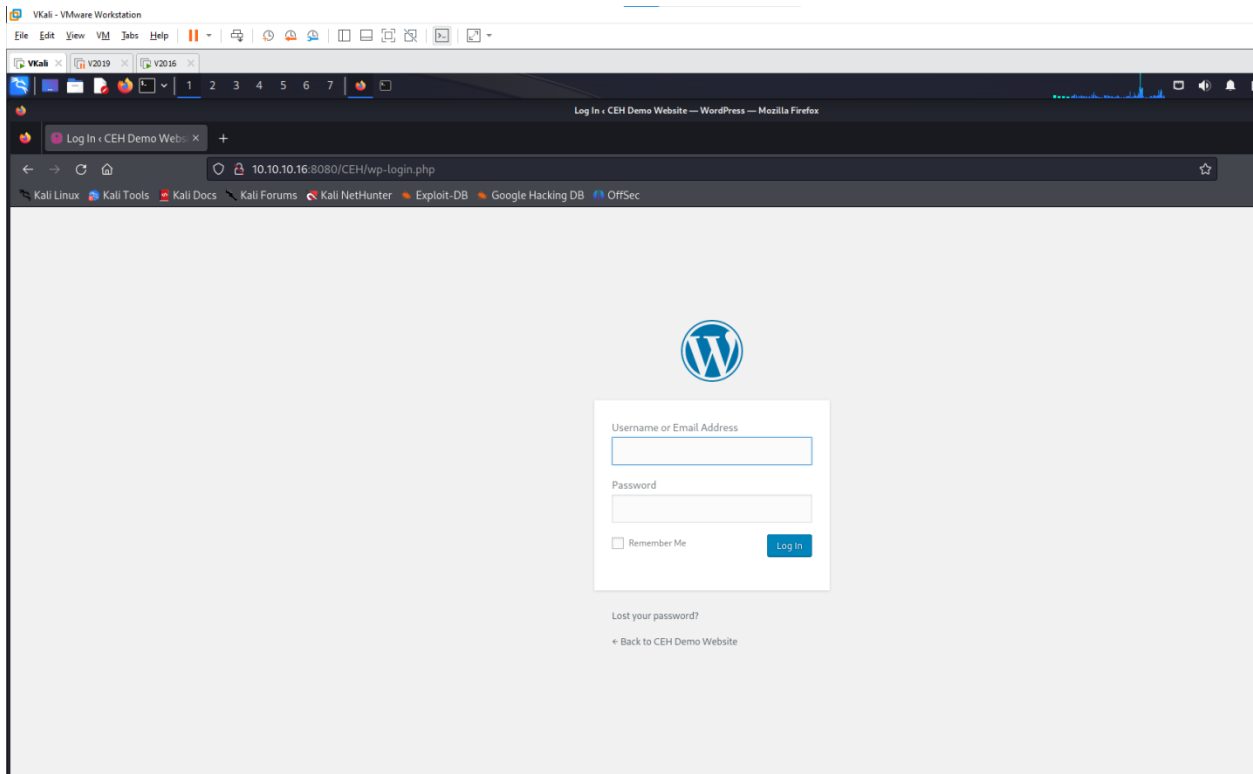 VKali - VMware Workstation
File Edit View VM Tabs Help
VKali V2019 V2016
1 2 3 4 5 6 7
Log In ‹ CEH Demo Website — WordPress — Mozilla Firefox
Log In ‹ CEH Demo Webs
10.10.10.16:8080/CEH/wp-login.php
Kali Linux Kali Tools Kali Docs Kali Forums Kali NetHunter Exploit-DB Google Hacking DB OffSec
Username or Email Address
Password
Remember Me Log In
Lost your password?
← Back to CEH Demo Website